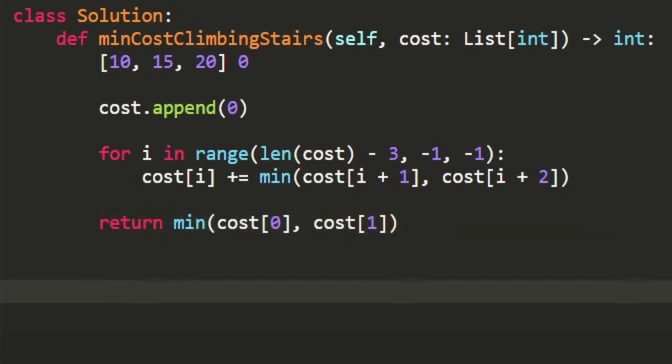 class Solution:
    def minCostClimbingStairs(self, cost: List[int]) -> int:
        [10, 15, 20] 0
        cost.append(0)
        for i in range(len(cost) - 3, -1, -1):
            cost[i] += min(cost[i + 1], cost[i + 2])
        return min(cost[0], cost[1])